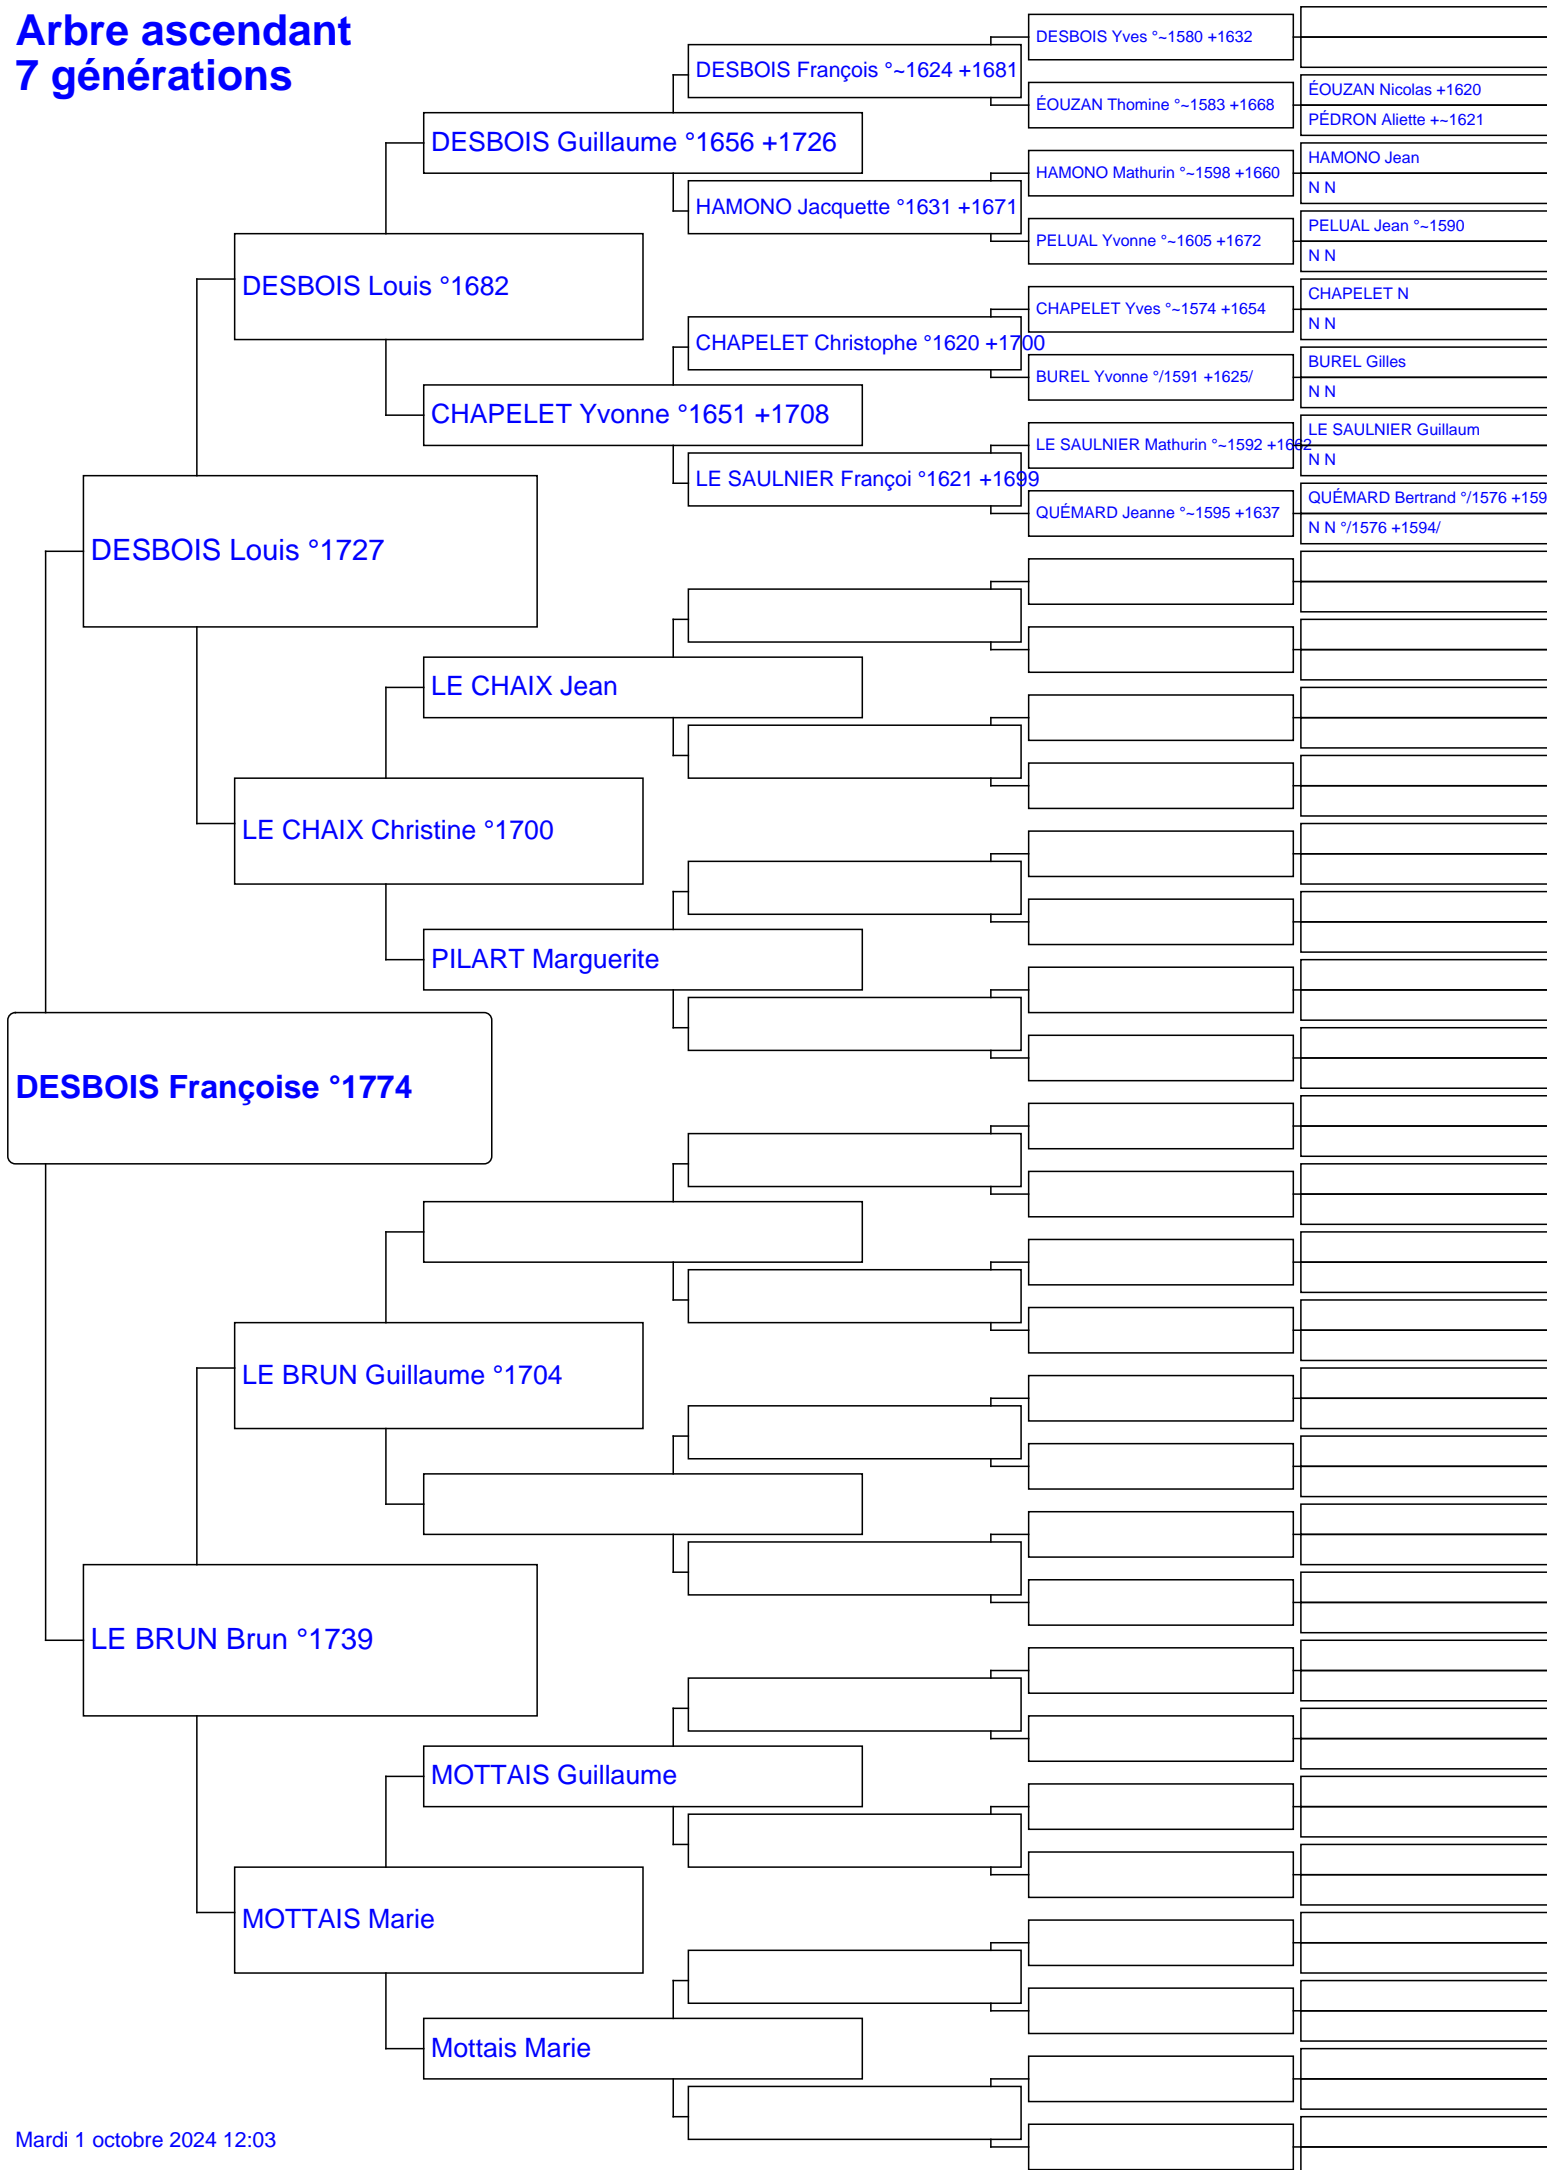 Arbre ascendant
7 générations
DESBOIS Yves °~1580 +1632
DESBOIS François °~1624 +1681
ÉOUZAN Nicolas +1620
ÉOUZAN Thomine °~1583 +1668
PÉDRON Aliette +~1621
DESBOIS Guillaume °1656 +1726
HAMONO Jean
HAMONO Mathurin °~1598 +1660
N N
HAMONO Jacquette °1631 +1671
PELUAL Jean °~1590
PELUAL Yvonne °~1605 +1672
N N
DESBOIS Louis °1682
CHAPELET N
CHAPELET Yves °~1574 +1654
N N
CHAPELET Christophe °1620 +1700
BUREL Gilles
BUREL Yvonne °/1591 +1625/
N N
CHAPELET Yvonne °1651 +1708
LE SAULNIER Guillaum
LE SAULNIER Mathurin °~1592 +1662
N N
LE SAULNIER Françoi °1621 +1699
QUÉMARD Bertrand °/1576 +159
QUÉMARD Jeanne °~1595 +1637
N N °/1576 +1594/
DESBOIS Louis °1727
LE CHAIX Jean
LE CHAIX Christine °1700
PILART Marguerite
DESBOIS Françoise °1774
LE BRUN Guillaume °1704
LE BRUN Brun °1739
MOTTAIS Guillaume
MOTTAIS Marie
Mottais Marie
Mardi 1 octobre 2024 12:03